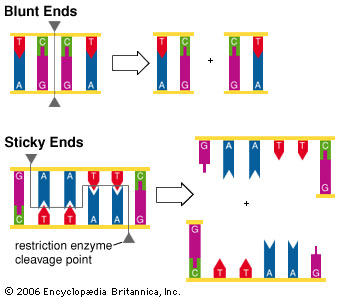 Blunt Ends
T C C T T C C T
A G G A A G G A
+
Sticky Ends
G A A T T C
C T T A A G
G A A T T C
G
+
G
C T T A A G
restriction enzyme
cleavage point
© 2006 Encyclopædia Britannica, Inc.